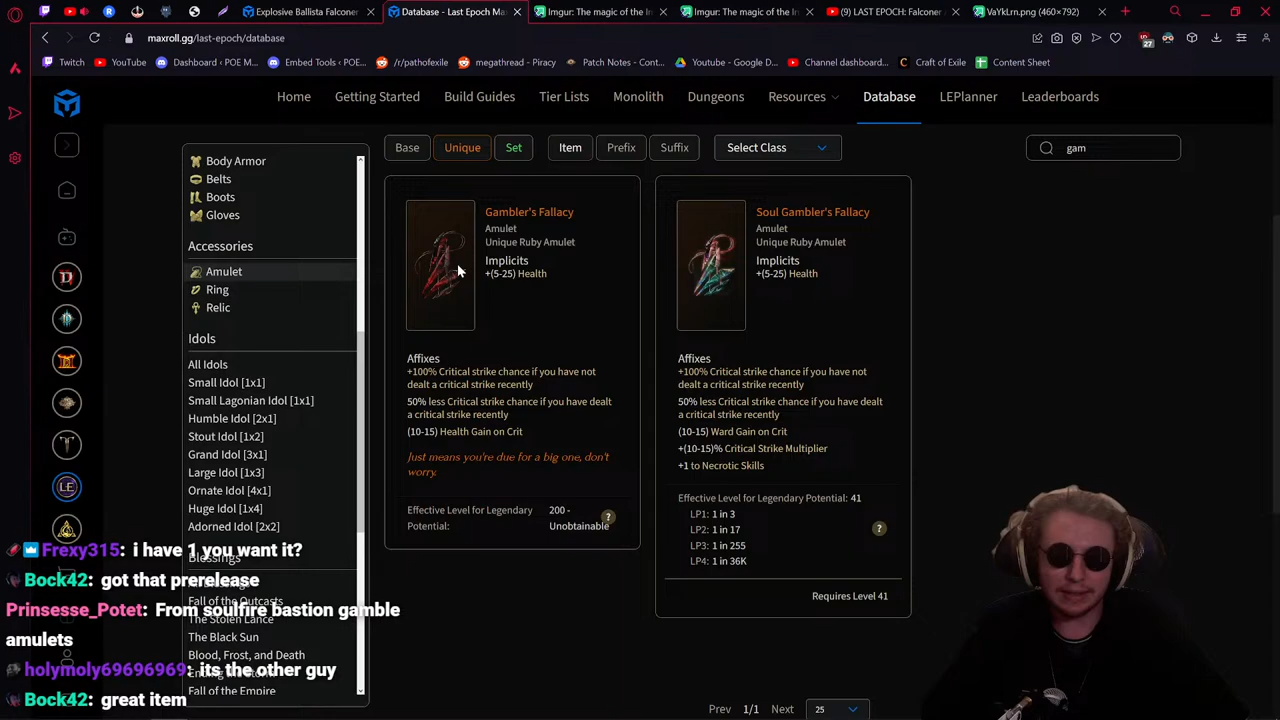 Explosive Ballista Falconer
Database - Last Epoch Max
Imgur: The magic of the Im
Imgur: The magic of the Im
(9) LAST EPOCH: Falconer
VaYkLrn.png (460×792)
maxroll.gg/last-epoch/database
27
Twitch
YouTube
Dashboard ‹ POE M...
Embed Tools ‹ POE...
/r/pathofexile
megathread - Piracy
Patch Notes - Cont...
Youtube - Google D...
Channel dashboard...
Craft of Exile
Content Sheet
Home
Getting Started
Build Guides
Tier Lists
Monolith
Dungeons
Resources
Database
LEPlanner
Leaderboards
Base
Unique
Set
Item
Prefix
Suffix
Select Class
gam
Body Armor
Belts
Boots
Gloves
Accessories
Amulet
Ring
Relic
Idols
All Idols
Small Idol [1x1]
Small Lagonian Idol [1x1]
Humble Idol [2x1]
Stout Idol [1x2]
Grand Idol [3x1]
Large Idol [1x3]
Ornate Idol [4x1]
Huge Idol [1x4]
Adorned Idol [2x2]
Blessings
Fall of the Outcasts
The Stolen Lance
The Black Sun
Blood, Frost, and Death
Ending the Storm
Fall of the Empire
Gambler's Fallacy
Amulet
Unique Ruby Amulet
Implicits
+(5-25) Health
Affixes
+100% Critical strike chance if you have not
dealt a critical strike recently
50% less Critical strike chance if you have dealt
a critical strike recently
(10-15) Health Gain on Crit
Just means you're due for a big one, don't
worry.
Effective Level for Legendary
Potential:
200 -
Unobtainable
?
Soul Gambler's Fallacy
Amulet
Unique Ruby Amulet
Implicits
+(5-25) Health
Affixes
+100% Critical strike chance if you have not
dealt a critical strike recently
50% less Critical strike chance if you have dealt
a critical strike recently
(10-15) Ward Gain on Crit
+(10-15)% Critical Strike Multiplier
+1 to Necrotic Skills
Effective Level for Legendary Potential: 41
LP1: 1 in 3
LP2: 1 in 17
LP3: 1 in 255
LP4: 1 in 36K
?
Requires Level 41
Prev 1/1 Next 25
Frexy315: i have 1 you want it?
Bock42: got that prerelease
Prinsesse_Potet: From soulfire bastion gamble
amulets
holymoly69696969: its the other guy
Bock42: great item